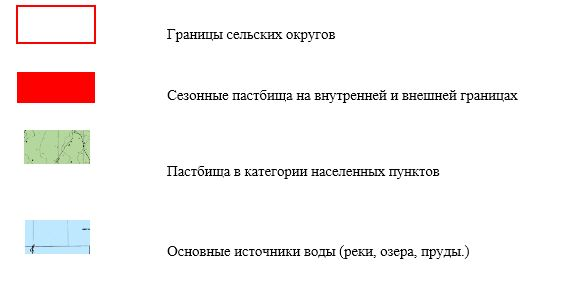 Границы сельских округов
Сезонные пастбища на внутренней и внешней границах
Пастбища в категории населенных пунктов
Основные источники воды (реки, озера, пруды.)